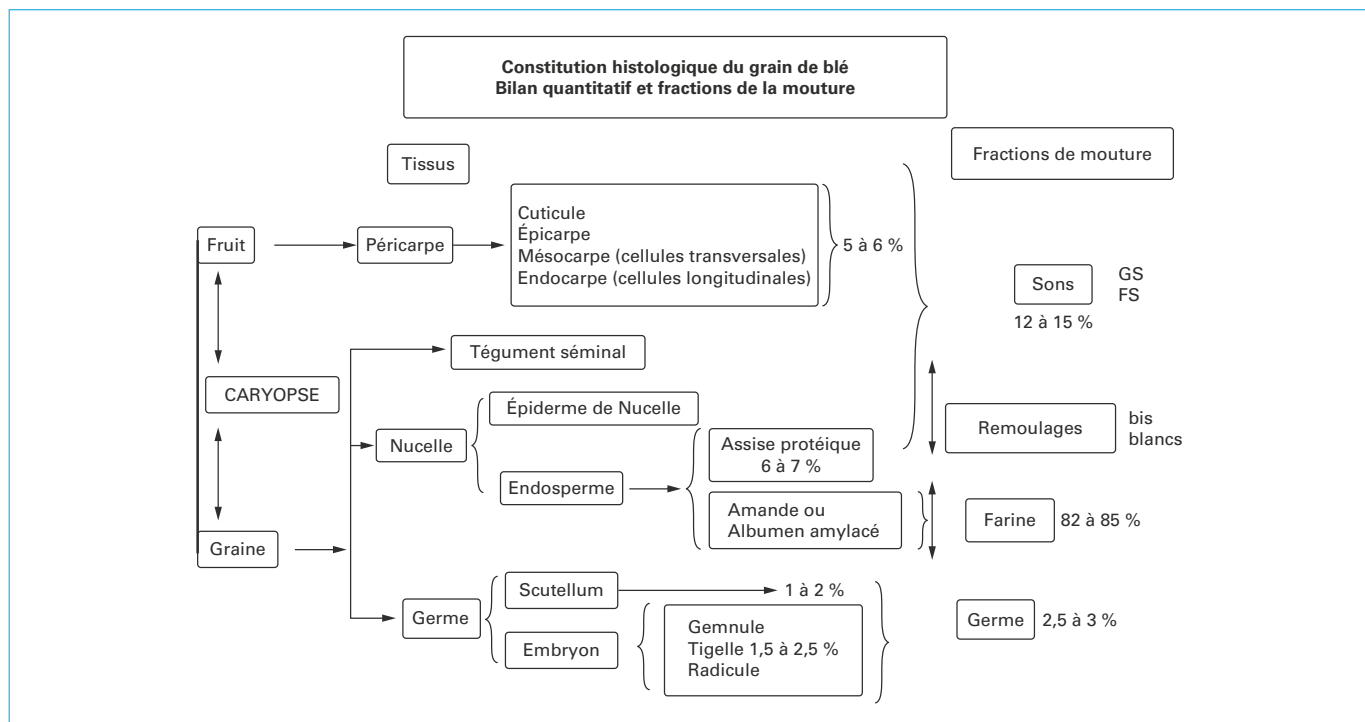 Constitution histologique du grain de blé
Bilan quantitatif et fractions de la mouture
Tissus
Fractions de mouture
Fruit
Péricarpe
Cuticule
Épicarpe
Mésocarpe (cellules transversales)
Endocarpe (cellules longitudinales)
5 à 6 %
Sons
GS
FS
12 à 15 %
Tégument séminal
CARYOPSE
Épiderme de Nucelle
Nucelle
Remoulages
bis
blancs
Assise protéique
6 à 7 %
Endosperme
Amande ou
Albumen amylacé
Farine
82 à 85 %
Graine
Scutellum
1 à 2 %
Germe
Embryon
Gemnule
Tigelle 1,5 à 2,5 %
Radicule
Germe
2,5 à 3 %